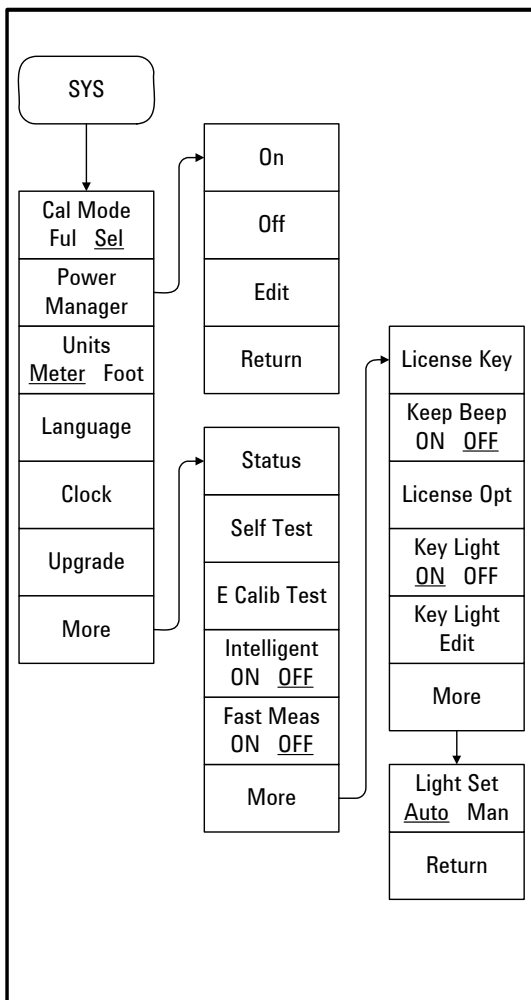 SYS
Cal Mode
Ful Sel
Power
Manager
Units
Meter Foot
Language
Clock
Upgrade
More
On
Off
Edit
Return
Status
Self Test
E Calib Test
Intelligent
ON OFF
Fast Meas
ON OFF
More
License Key
Keep Beep
ON OFF
License Opt
Key Light
ON OFF
Key Light
Edit
More
Light Set
Auto Man
Return